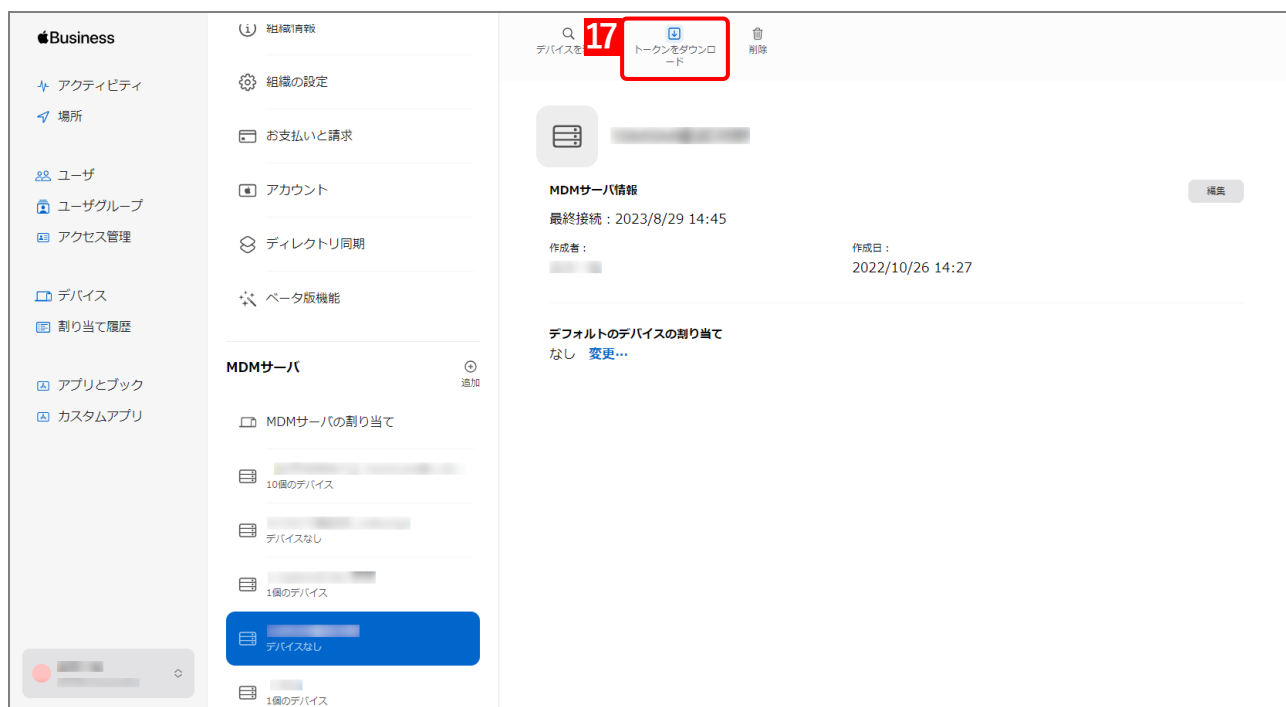 Business
アクティビティ
場所
ユーザ
ユーザグループ
アクセス管理
デバイス
割り当て履歴
アプリとブック
カスタムアプリ
組織情報
組織の設定
お支払いと請求
アカウント
ディレクトリ同期
ベータ版機能
MDMサーバ
追加
MDMサーバの割り当て
10個のデバイス
デバイスなし
1個のデバイス
デバイスなし
1個のデバイス
デバイスを
17
トークンをダウンロ
ード
削除
MDMサーバ情報
編集
最終接続：2023/8/29 14:45
作成者：
作成日：
2022/10/26 14:27
デフォルトのデバイスの割り当て
なし 変更…